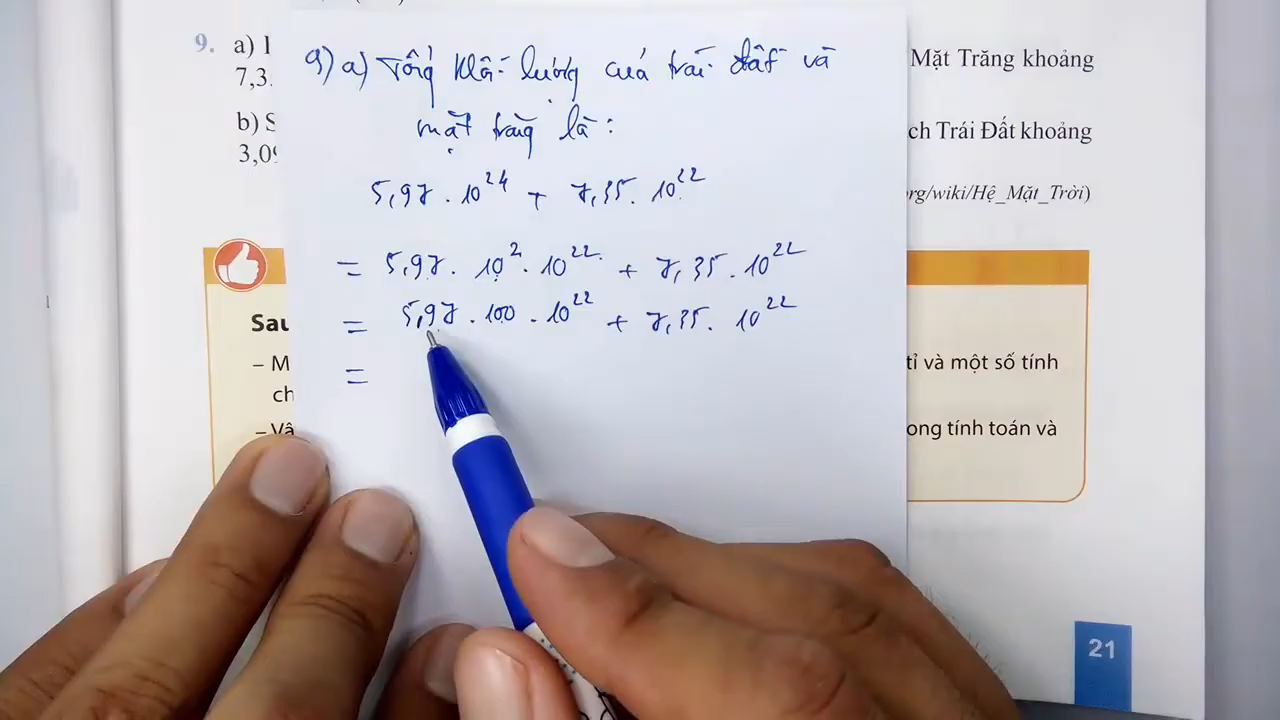 9. a) I
7,3.
b) S
3,09
9) a) Tổng khối lượng của trái đất và
mặt trăng là:
5,97 . 10^24 + 7,35 . 10^22
= 5,97 . 10^2 . 10^22 + 7,35 . 10^22
= 5,97 . 100 . 10^22 + 7,35 . 10^22
=
Mặt Trăng khoảng
ch Trái Đất khoảng
rg/wiki/Hệ_Mặt_Trời)
Sau
– M
ch
– Vậ
tỉ và một số tính
ong tính toán và
21